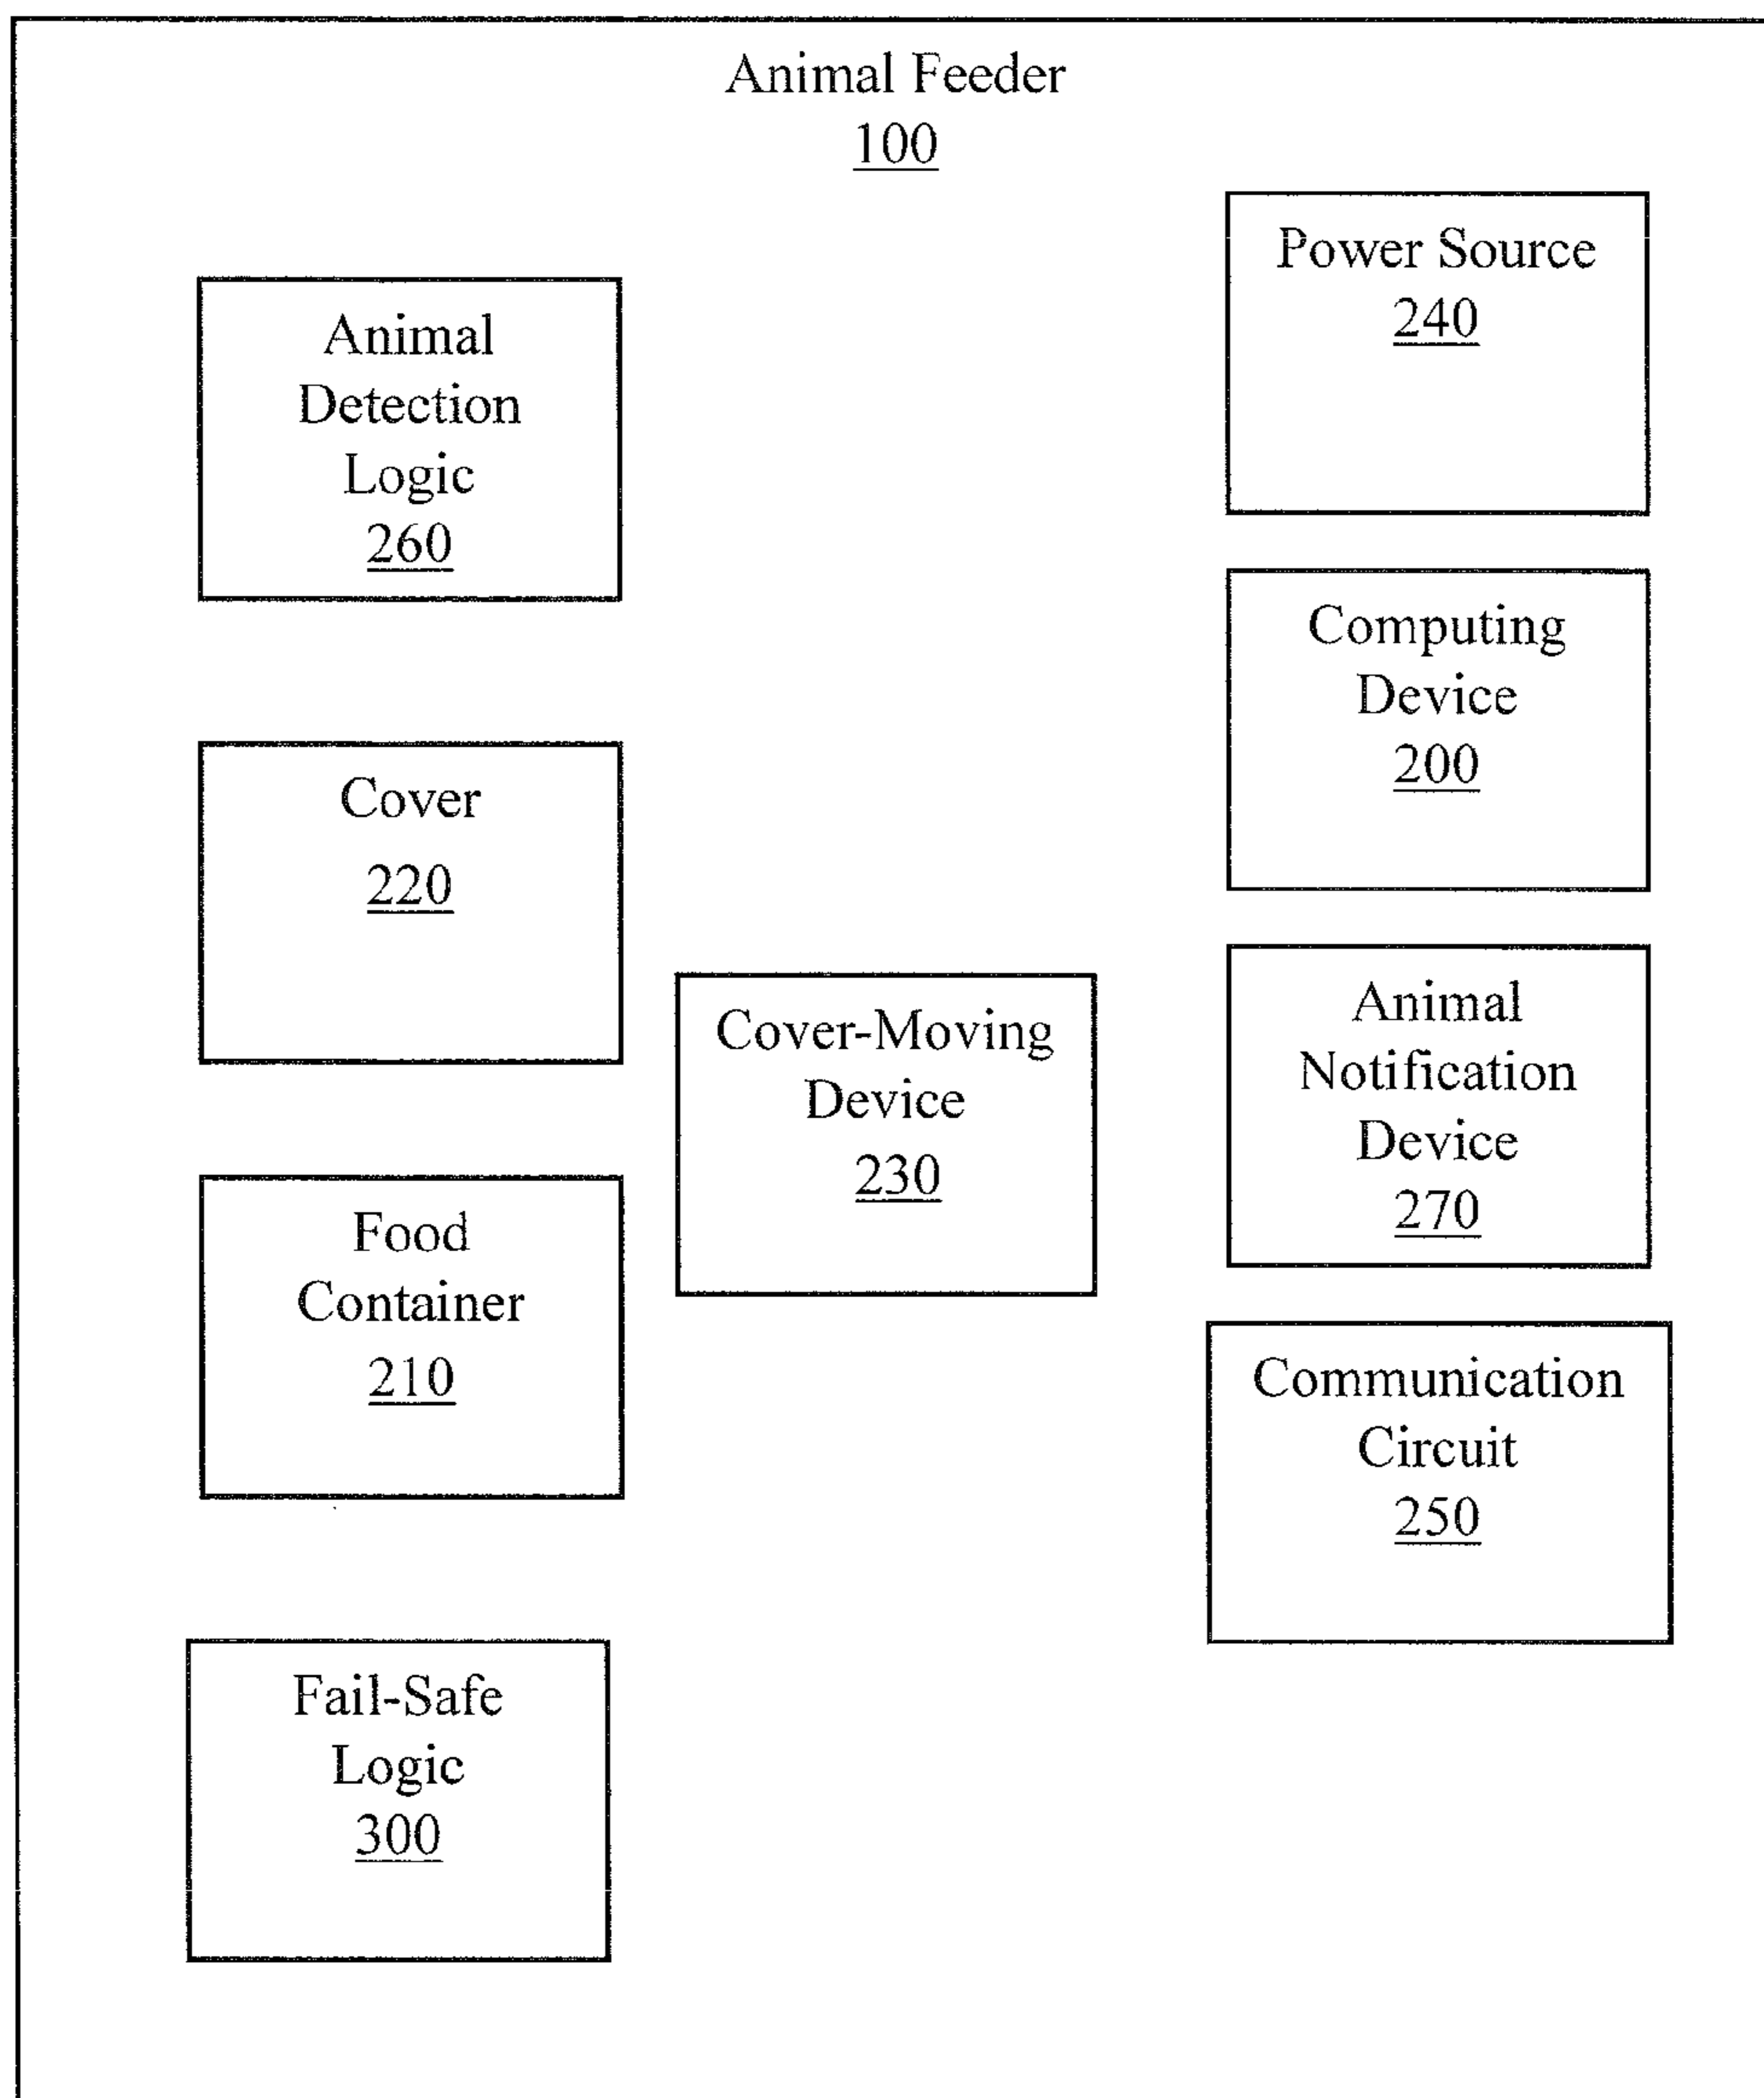 Animal Feeder
100
Power Source
240
Animal
Detection
Logic
260
Computing
Device
200
Cover
220
Cover-Moving
Device
230
Animal
Notification
Device
270
Food
Container
210
Communication
Circuit
250
Fail-Safe
Logic
300